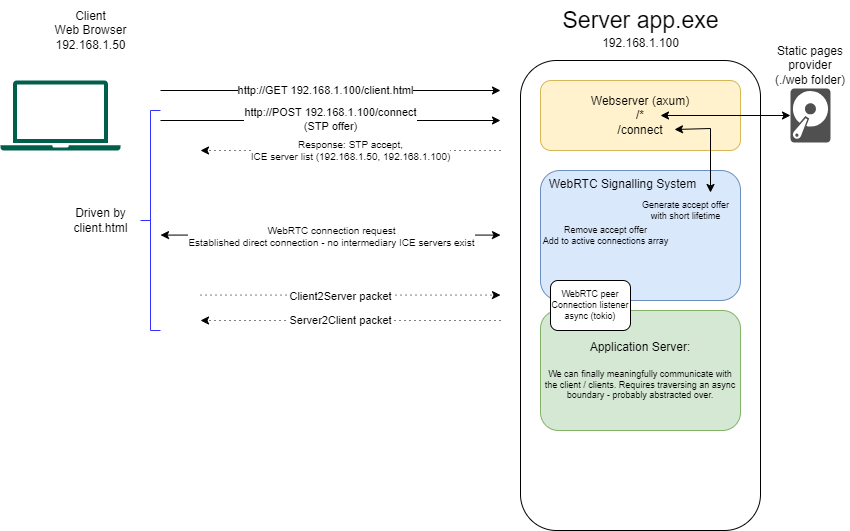 Client
Web Browser
192.168.1.50
Server app.exe
192.168.1.100
Static pages
provider
(./web folder)
http://GET 192.168.1.100/client.html
http://POST 192.168.1.100/connect
(STP offer)
Response: STP accept,
ICE server list (192.168.1.50, 192.168.1.100)
Webserver (axum)
/*
/connect
WebRTC Signalling System
Generate accept offer
with short lifetime
Remove accept offer
Add to active connections array
Driven by
client.html
WebRTC connection request
Established direct connection - no intermediary ICE servers exist
Client2Server packet
Server2Client packet
WebRTC peer
Connection listener
async (tokio)
Application Server:
We can finally meaningfully communicate with
the client / clients. Requires traversing an async
boundary - probably abstracted over.